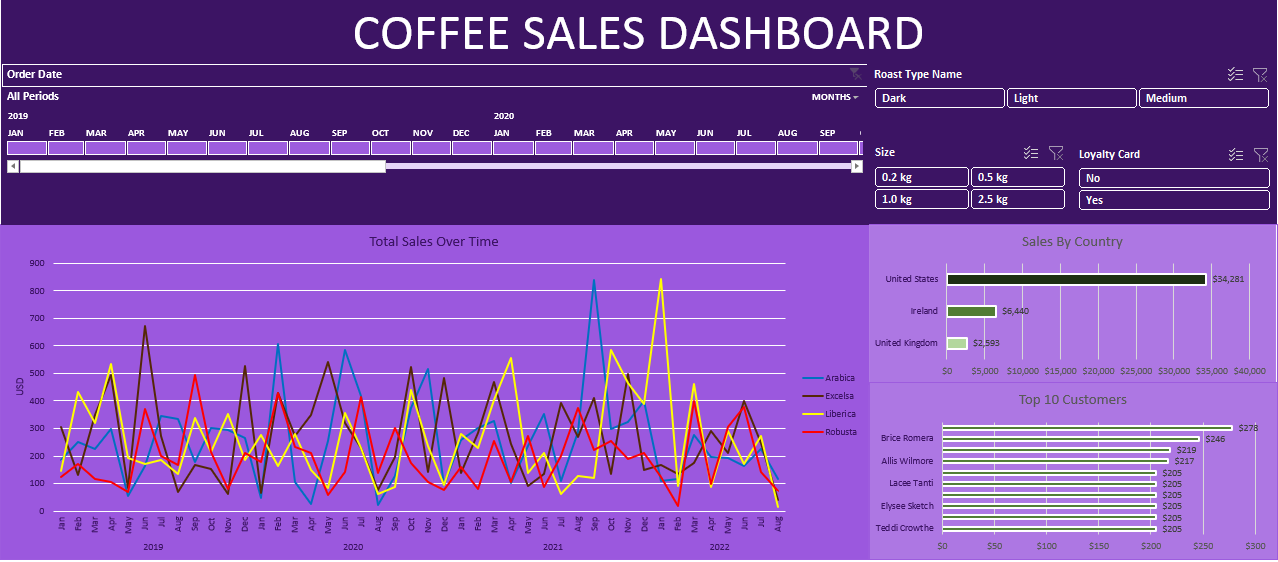 COFFEE SALES DASHBOARD
Order Date
All Periods
MONTHS
2019 2020
JAN FEB MAR APR MAY JUN JUL AUG SEP OCT NOV DEC JAN FEB MAR APR MAY JUN JUL AUG SEP
Roast Type Name
Dark Light Medium
Size
0.2 kg 0.5 kg
1.0 kg 2.5 kg
Loyalty Card
No
Yes
Total Sales Over Time
USD
900
800
700
600
500
400
300
200
100
0
Jan Feb Mar Apr May Jun Jul Aug Sep Oct Nov Dec Jan Feb Mar Apr May Jun Jul Aug Sep Oct Nov Dec Jan Feb Mar Apr May Jun Jul Aug Sep Oct Nov Dec Jan Feb Mar Apr May Jun Jul Aug
2019 2020 2021 2022
Arabica
Excelsa
Liberica
Robusta
Sales By Country
United States $34,281
Ireland $6,440
United Kingdom $2,593
$0 $5,000 $10,000 $15,000 $20,000 $25,000 $30,000 $35,000 $40,000
Top 10 Customers
$278
Brice Romera $246
$219
Allis Wilmore $217
$205
Lacee Tanti $205
$205
Elysee Sketch $205
$205
Teddi Crowthe $205
$0 $50 $100 $150 $200 $250 $300